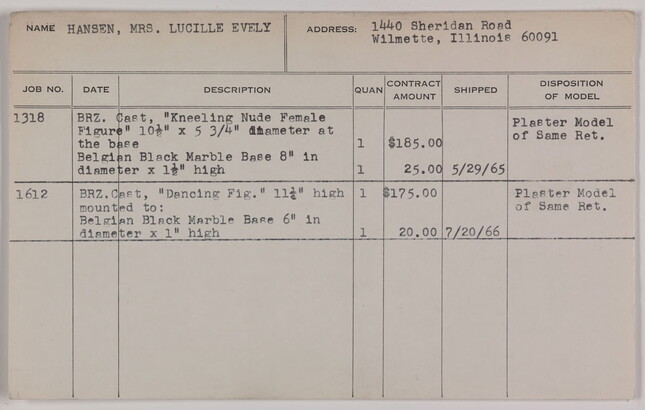 NAME HANSEN, MRS. LUCILLE EVELY
ADDRESS: 1440 Sheridan Road
Wilmette, Illinois 60091
JOB NO. DATE DESCRIPTION QUAN CONTRACT AMOUNT SHIPPED DISPOSITION OF MODEL
1318 BRZ. Cast, "Kneeling Nude Female
Figure" 10½" x 5 3/4" diameter at
the base 1 $185.00
Belgian Black Marble Base 8" in
diameter x 1½" high 1 25.00 5/29/65
Plaster Model
of Same Ret.
1612 BRZ.Cast, "Dancing Fig." 11¼" high 1 $175.00
mounted to:
Belgian Black Marble Base 6" in
diameter x 1" high 1 20.00 7/20/66
Plaster Model
of Same Ret.